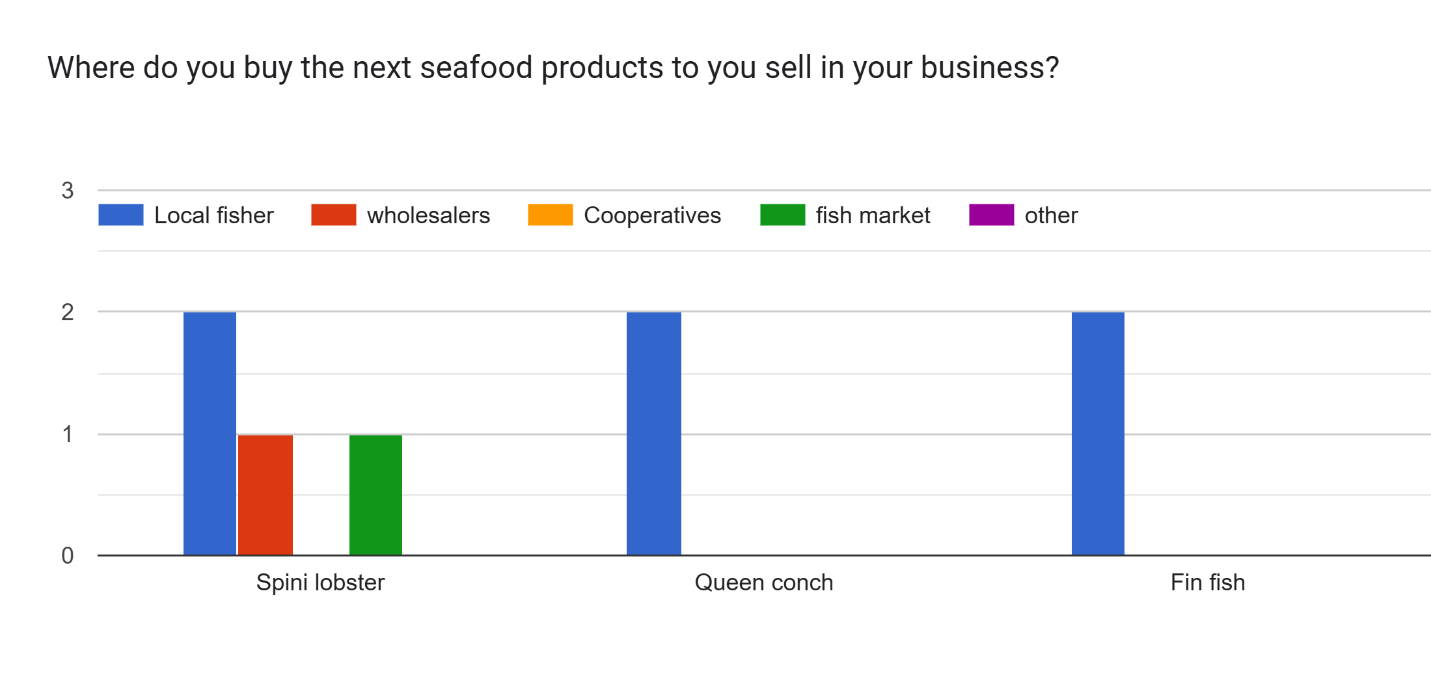 Where do you buy the next seafood products to you sell in your business?
3
Local fisher wholesalers Cooperatives fish market other
2
1
0
Spini lobster Queen conch Fin fish